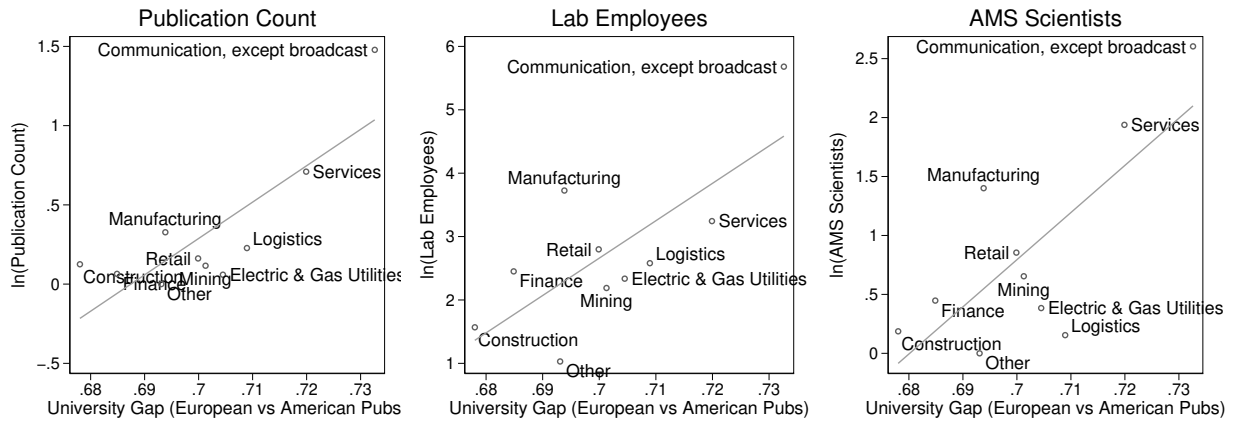 Publication Count
ln(Publication Count)
1.5
1
.5
0
-.5
Communication, except broadcast
Services
Manufacturing
Logistics
Retail
Construction
Finance
Mining
Electric & Gas Utilities
Other
.68 .69 .7 .71 .72 .73
University Gap (European vs American Pubs
Lab Employees
ln(Lab Employees)
6
5
4
3
2
1
Communication, except broadcast
Manufacturing
Services
Retail
Logistics
Finance
Electric & Gas Utilities
Mining
Construction
Other
.68 .69 .7 .71 .72 .73
University Gap (European vs American Pubs)
AMS Scientists
ln(AMS Scientists)
2.5
2
1.5
1
.5
0
Communication, except broadcast
Services
Manufacturing
Retail
Mining
Finance
Electric & Gas Utilities
Logistics
Construction
Other
.68 .69 .7 .71 .72 .73
University Gap (European vs American Pubs)